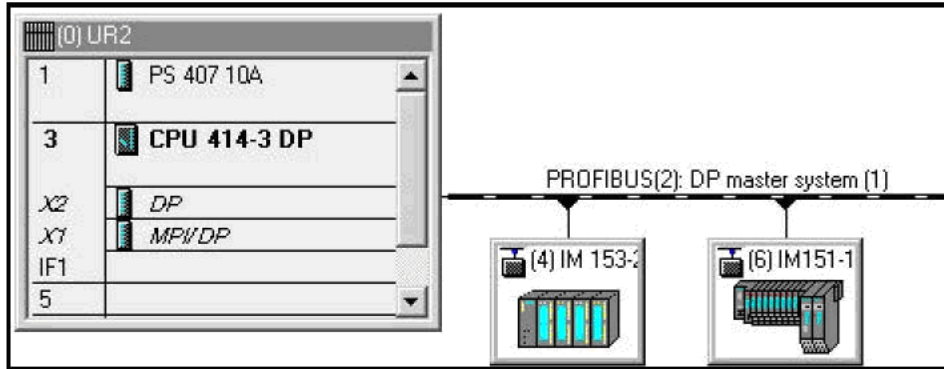 (0) UR2
1 PS 407 10A
3 CPU 414-3 DP
X2 DP
X1 MPI/DP
IF1
5
PROFIBUS(2): DP master system (1)
(4) IM 153-2
(6) IM151-1